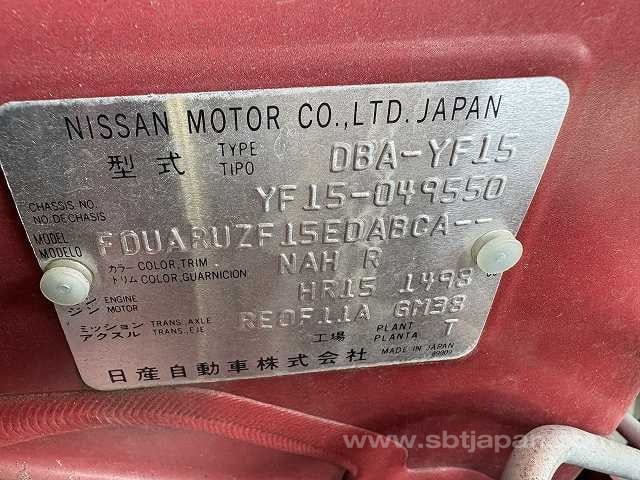 NISSAN MOTOR CO.,LTD. JAPAN
型式 TYPE TIPO DBA-YF15
CHASSIS NO. NO.DECHASIS YF15-049550
MODEL MODELO FDUARUZF15EDABCA--
カラー COLOR,TRIM トリム COLOR,GUARNICION NAH R
ジン ENGINE ジン MOTOR HR15 1498
ミッション TRANS.,AXLE アクスル TRANS.,EJE RE0F11A GM38
工場 PLANT PLANTA T
日産自動車株式会社 MADE IN JAPAN
www.sbtjapan.com